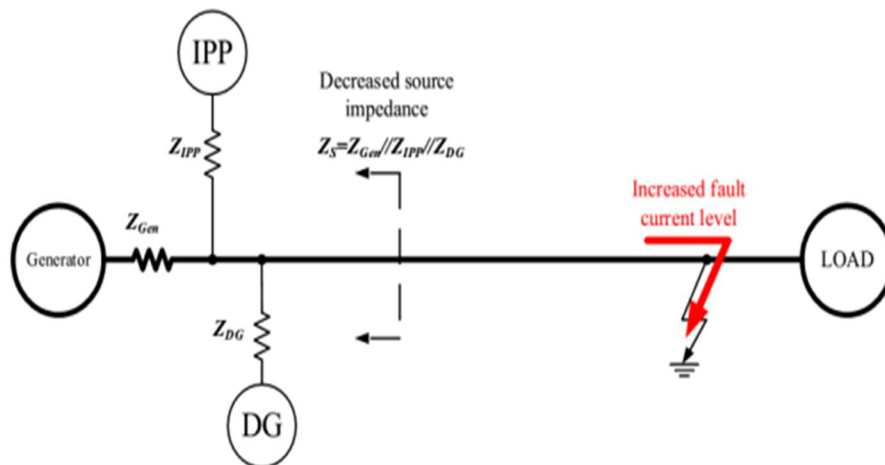 IPP
Decreased source
impedance
Z_S=Z_Gen//Z_IPP//Z_DG
Z_IPP
Increased fault
current level
Z_Gen
Generator
LOAD
Z_DG
DG